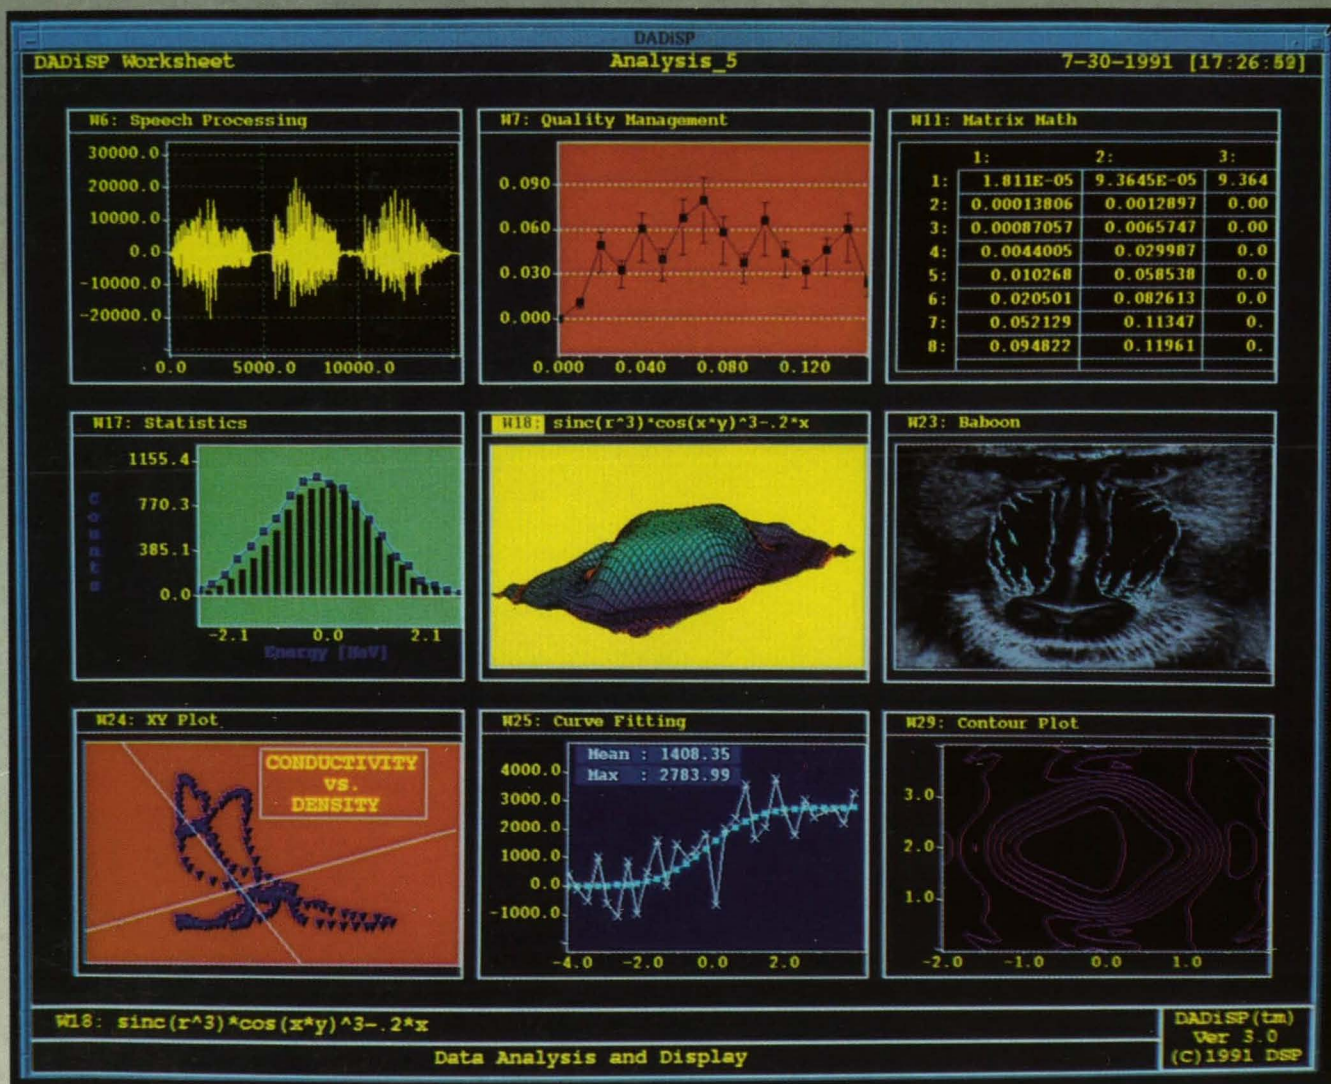 DADiSP
DADiSP Worksheet Analysis_5 7-30-1991 [17:26:52]
W6: Speech Processing
30000.0
20000.0
10000.0
0.0
-10000.0
-20000.0
0.0 5000.0 10000.0
W7: Quality Management
0.090
0.060
0.030
0.000
0.000 0.040 0.080 0.120
W11: Matrix Math
1: 2: 3:
1: 1.811E-05 9.3645E-05 9.364
2: 0.00013806 0.0012897 0.00
3: 0.00087057 0.0065747 0.00
4: 0.0044005 0.029987 0.0
5: 0.010268 0.058538 0.0
6: 0.020501 0.082613 0.0
7: 0.052129 0.11347 0.
8: 0.094822 0.11961 0.
W17: Statistics
1155.4
770.3
385.1
0.0
Counts
-2.1 0.0 2.1
Energy [MeV]
W18: sinc(r^3)*cos(x*y)^3-.2*x
W23: Baboon
W24: XY Plot
CONDUCTIVITY
vs.
DENSITY
W25: Curve Fitting
Mean : 1408.35
Max : 2783.99
4000.0
3000.0
2000.0
1000.0
0.0
-1000.0
-4.0 -2.0 0.0 2.0
W29: Contour Plot
3.0
2.0
1.0
-2.0 -1.0 0.0 1.0
W18: sinc(r^3)*cos(x*y)^3-.2*x
Data Analysis and Display
DADiSP(tm)
Ver 3.0
(C)1991 DSP